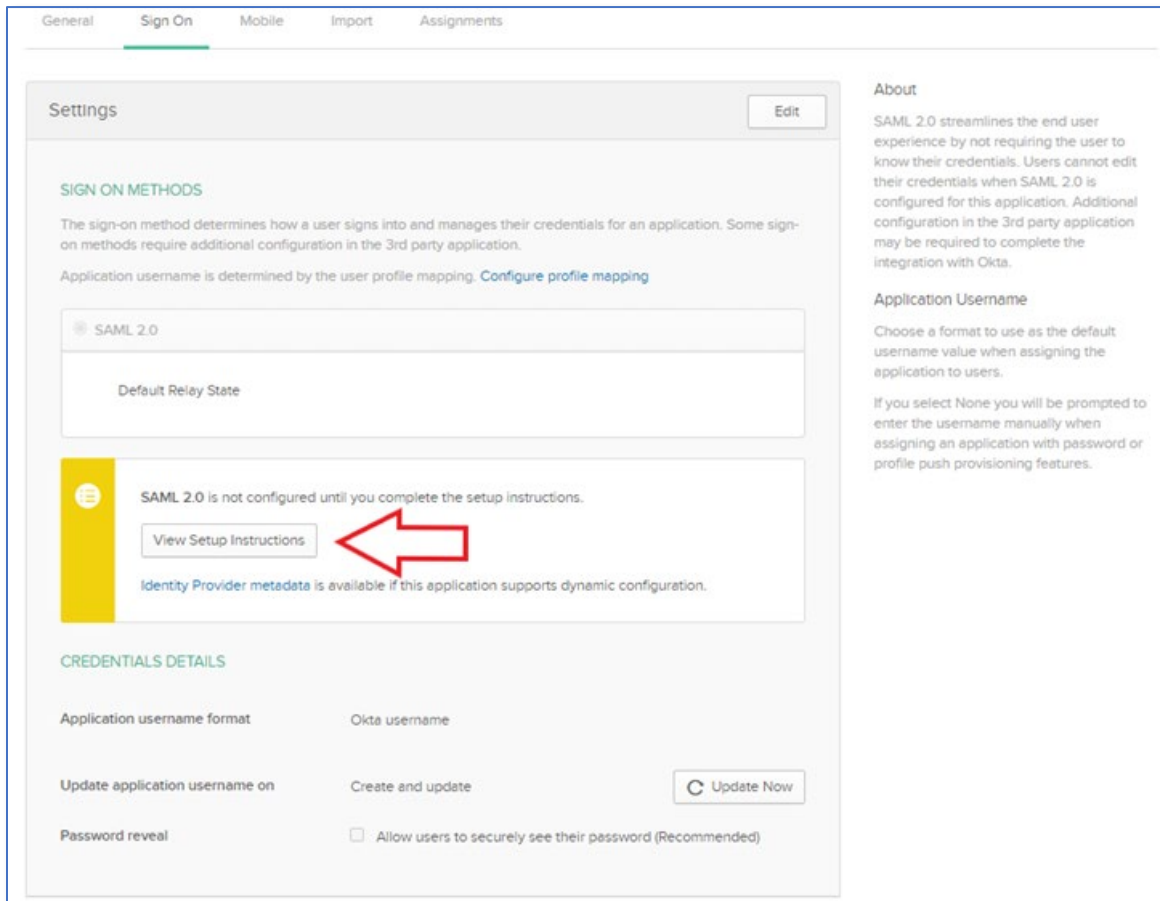 General Sign On Mobile Import Assignments
Settings
Edit
SIGN ON METHODS
The sign-on method determines how a user signs into and manages their credentials for an application. Some sign-
on methods require additional configuration in the 3rd party application.
Application username is determined by the user profile mapping. Configure profile mapping
SAML 2.0
Default Relay State
SAML 2.0 is not configured until you complete the setup instructions.
View Setup Instructions
Identity Provider metadata is available if this application supports dynamic configuration.
CREDENTIALS DETAILS
Application username format Okta username
Update application username on Create and update Update Now
Password reveal Allow users to securely see their password (Recommended)
About
SAML 2.0 streamlines the end user
experience by not requiring the user to
know their credentials. Users cannot edit
their credentials when SAML 2.0 is
configured for this application. Additional
configuration in the 3rd party application
may be required to complete the
integration with Okta.
Application Username
Choose a format to use as the default
username value when assigning the
application to users.
If you select None you will be prompted to
enter the username manually when
assigning an application with password or
profile push provisioning features.